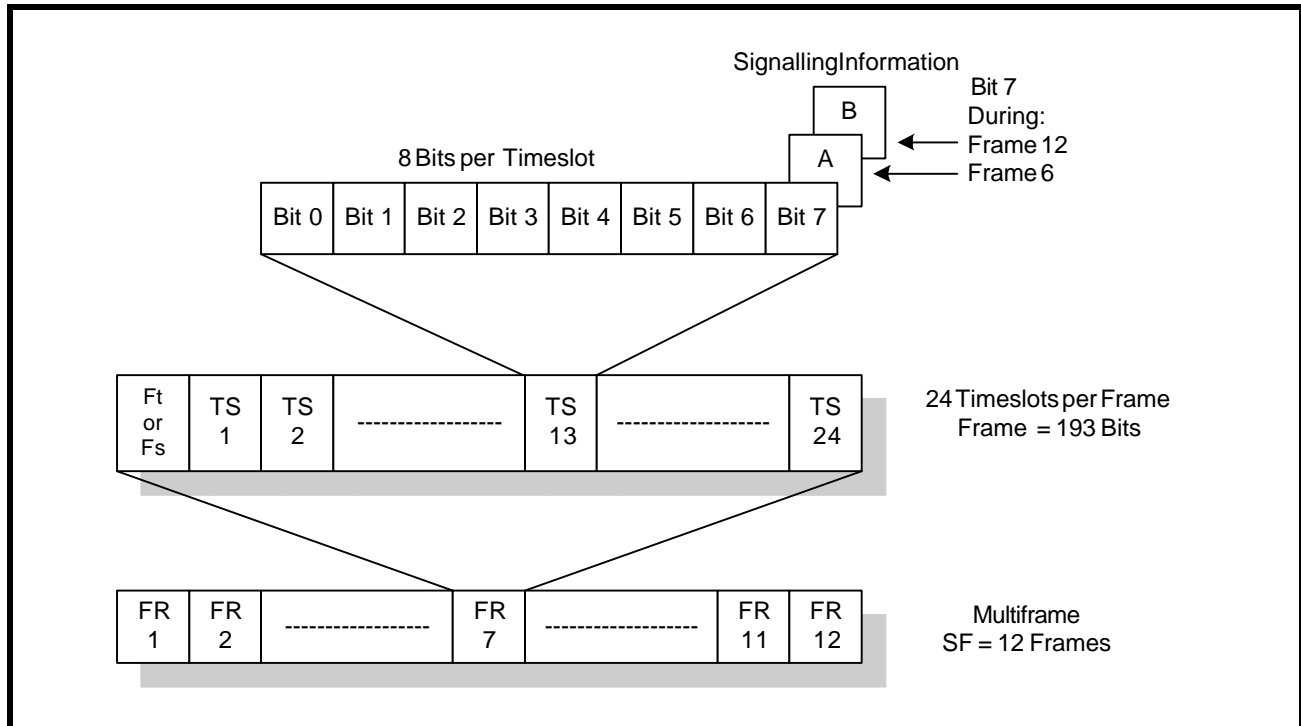 SignallingInformation
Bit 7
During:
Frame 12
Frame 6
B
A
8 Bits per Timeslot
Bit 0 Bit 1 Bit 2 Bit 3 Bit 4 Bit 5 Bit 6 Bit 7
Ft
or
Fs
TS
1
TS
2
--------------------
TS
13
--------------------
TS
24
24 Timeslots per Frame
Frame = 193 Bits
FR
1
FR
2
--------------------
FR
7
---------------------
FR
11
FR
12
Multiframe
SF = 12 Frames